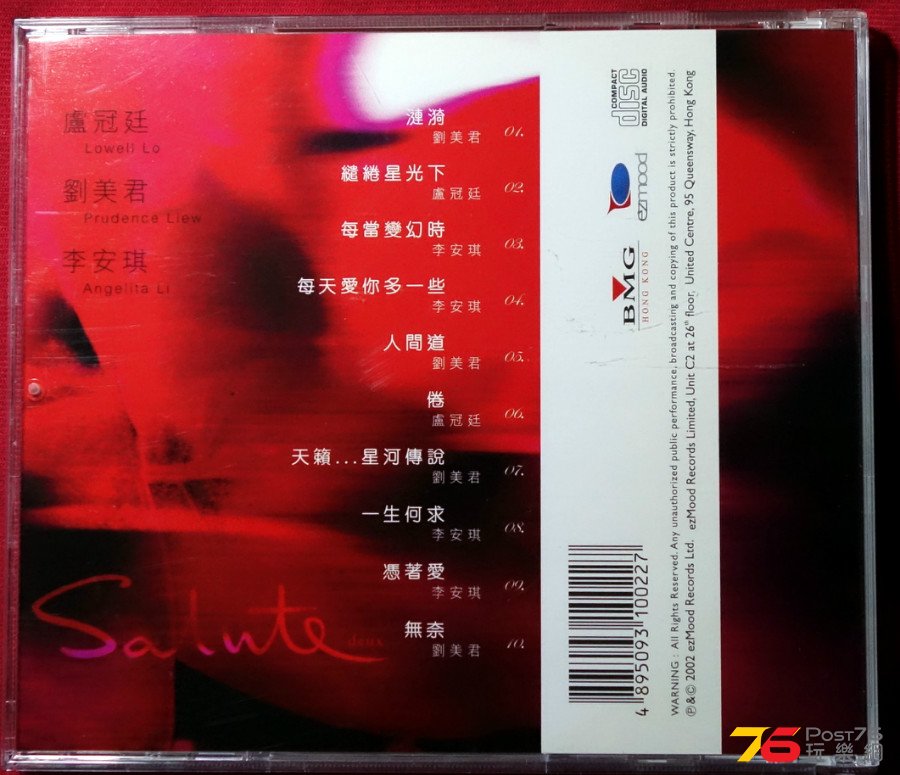 盧冠廷
Lowell Lo
劉美君
Prudence Liew
李安琪
Angelita Li
漣漪
劉美君
01.
繾綣星光下
盧冠廷
02.
每當變幻時
李安琪
03.
每天愛你多一些
李安琪
04.
人間道
劉美君
05.
倦
盧冠廷
06.
天籟...星河傳說
劉美君
07.
一生何求
李安琪
08.
憑著愛
李安琪
09.
無奈
劉美君
10.
Salute
deux
COMPACT
disc
DIGITAL AUDIO
ezmood
BMG
HONG KONG
4 895093 100227
WARNING : All Rights Reserved. Any unauthorized public performance, broadcasting and copying of this product is strictly prohibited.
℗ & © 2002 ezMood Records Ltd. ezMood Records Limited, Unit C2 at 26th floor, United Centre, 95 Queensway, Hong Kong
76 Post76
玩樂網